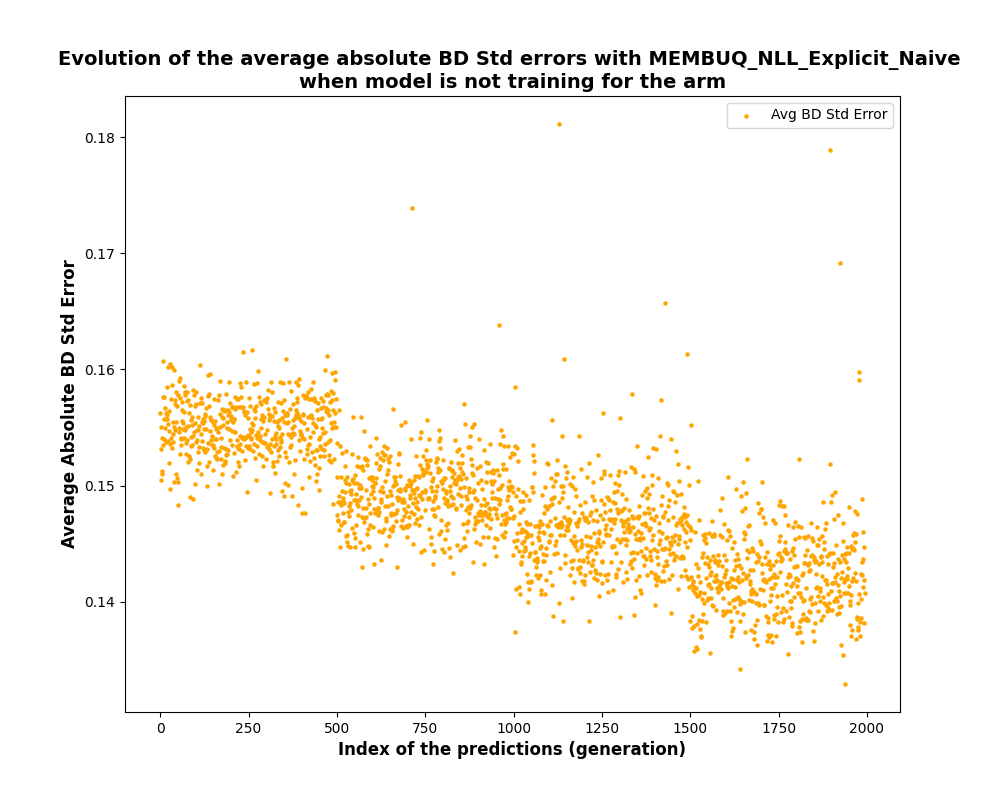 Evolution of the average absolute BD Std errors with MEMBUQ_NLL_Explicit_Naive
when model is not training for the arm
Avg BD Std Error
0.18
0.17
0.16
0.15
0.14
Average Absolute BD Std Error
0 250 500 750 1000 1250 1500 1750 2000
Index of the predictions (generation)